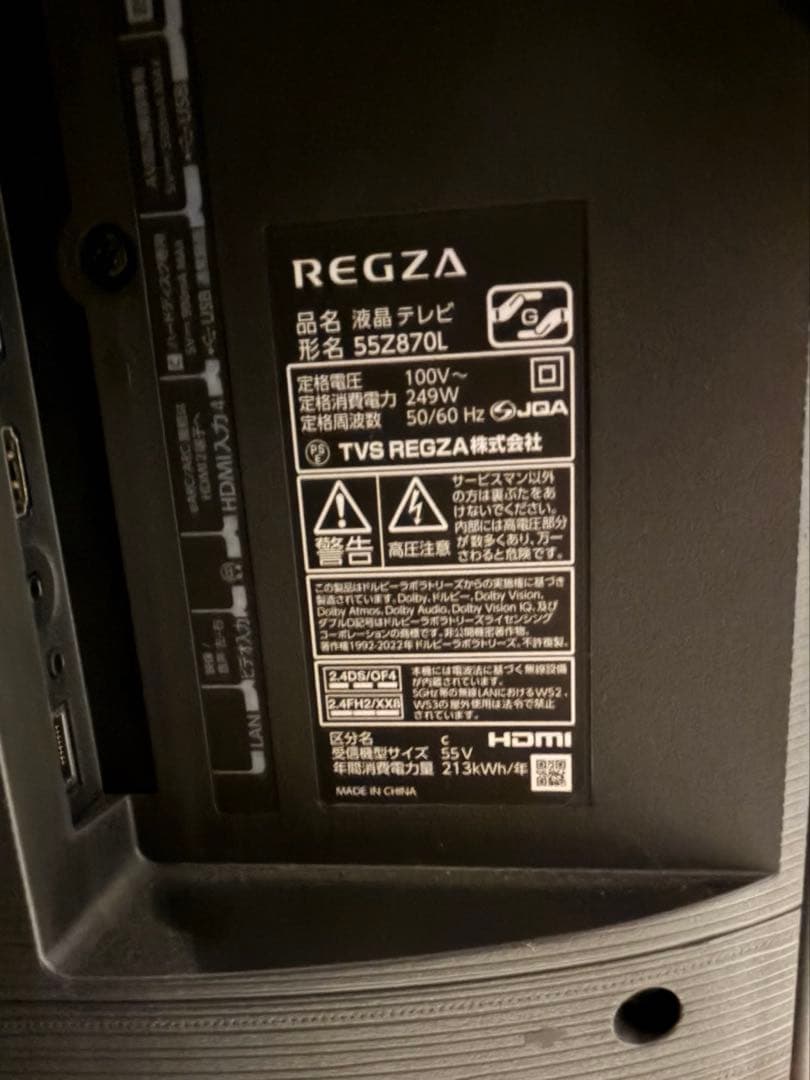 REGZA
品名 液晶テレビ
形名 55Z870L
G
定格電圧 100V～
定格消費電力 249W
定格周波数 50/60 Hz JQA
PS E TVS REGZA株式会社
警告
高圧注意
サービスマン以外
の方は裏ぶたをあ
けないでください。
内部には高電圧部分
が数多くあり、万一
さわると危険です。
この製品はドルビーラボラトリーズからの実施権に基づき
製造されています。Dolby、ドルビー、Dolby Vision、
Dolby Atmos、Dolby Audio、Dolby Vision IQ、及び
ダブルD記号はドルビーラボラトリーズライセンシング
コーポレーションの商標です。非公開機密著作物。
著作権1992-2022年ドルビーラボラトリーズ。不許複製。
2.4DS/OF4
2.4FH2/XX8
本機には電波法に基づく無線設備
が内蔵されています。
5GHz帯の無線LANにおけるW52、
W53の屋外使用は法令で禁止
されています。
区分名 c HDMI
受信機型サイズ 55V
年間消費電力量 213kWh/年
MADE IN CHINA
USB
USB
HDMI入力4
ビデオ入力
LAN